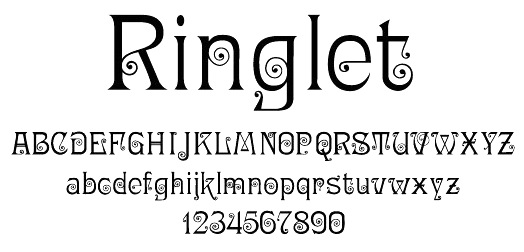 Ringlet
ABCDEFGHIJKLMNOPQRSTUVWXYZ
abcdefghijklmnopqrstuvwxyz
1234567890